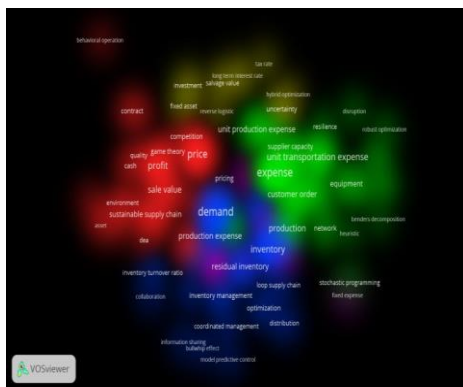 behavioral operation
tax rate
long term interest rate
investment
salvage value
hybrid optimization
contract
fixed asset
inverse logistic
uncertainty
disruption
competition
unit production expense
resilience
robust optimization
quality
game theory
price
supplier capacity
unit transportation expense
cash
profit
expense
pricing
equipment
sale value
customer order
environment
sustainable supply chain
demand
benders decomposition
asset
production
network
heuristic
dea
production expense
inventory
inventory turnover ratio
residual inventory
loop supply chain
stochastic programming
collaboration
inventory management
fixed expense
optimization
coordinated management
distribution
information sharing
bullwhip effect
model predictive control
VOSviewer